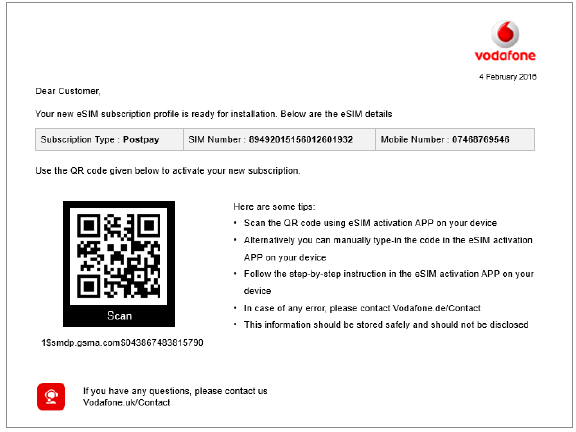 vodafone
4 February 2016
Dear Customer,
Your new eSIM subscription profile is ready for installation. Below are the eSIM details
Subscription Type : Postpay SIM Number : 89492015156012601932 Mobile Number : 07468769546
Use the QR code given below to activate your new subscription.
Here are some tips:
• Scan the QR code using eSIM activation APP on your device
• Alternatively you can manually type-in the code in the eSIM activation
APP on your device
• Follow the step-by-step instruction in the eSIM activation APP on your
device
• In case of any error, please contact Vodafone.de/Contact
• This information should be stored safely and should not be disclosed
Scan
1$smdp.gsma.com$043867483815790
If you have any questions, please contact us
Vodafone.uk/Contact